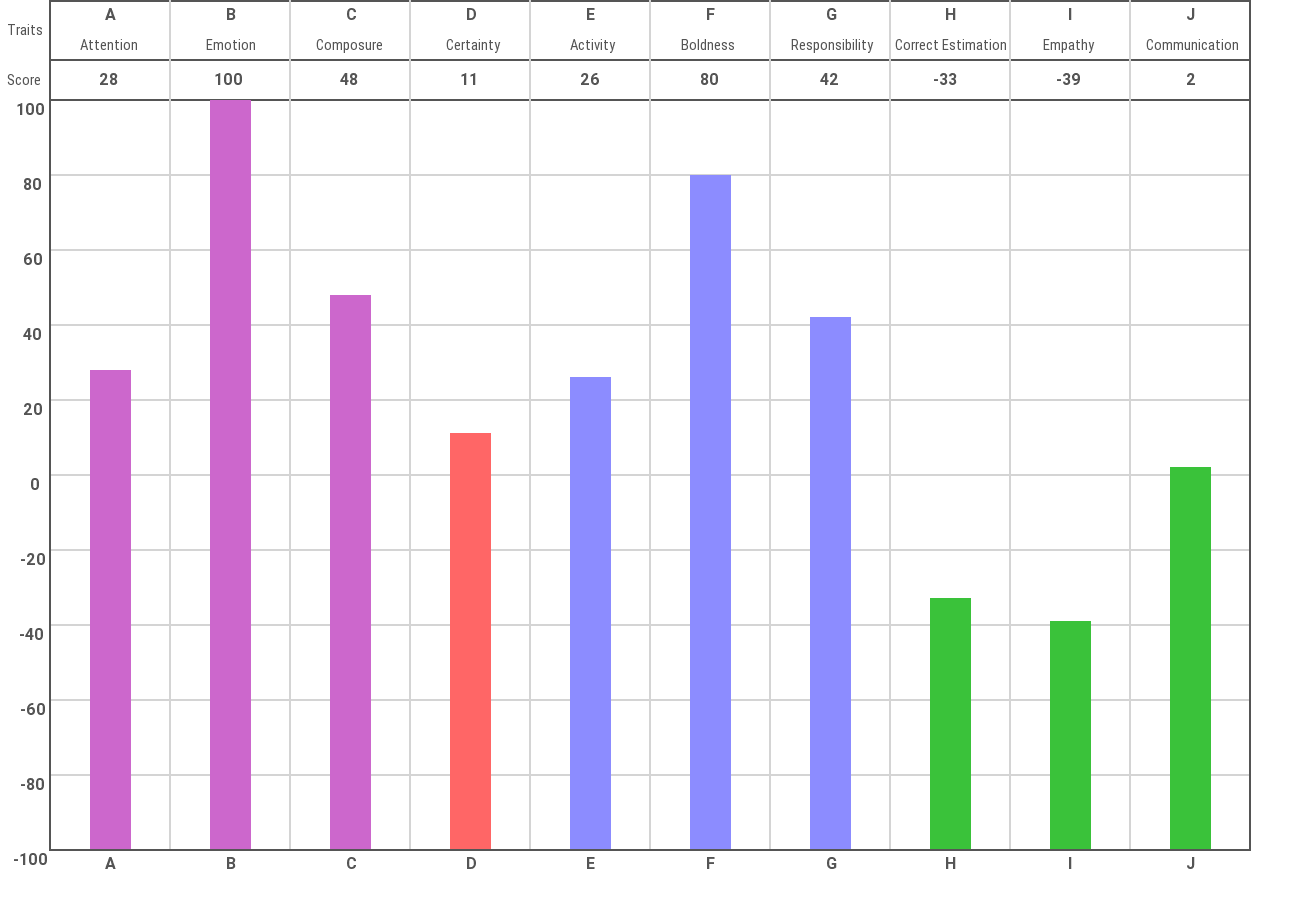 A B C D E F G H I J
Traits
Attention Emotion Composure Certainty Activity Boldness Responsibility Correct Estimation Empathy Communication
Score 28 100 48 11 26 80 42 -33 -39 2
100
80
60
40
20
0
-20
-40
-60
-80
-100
A B C D E F G H I J